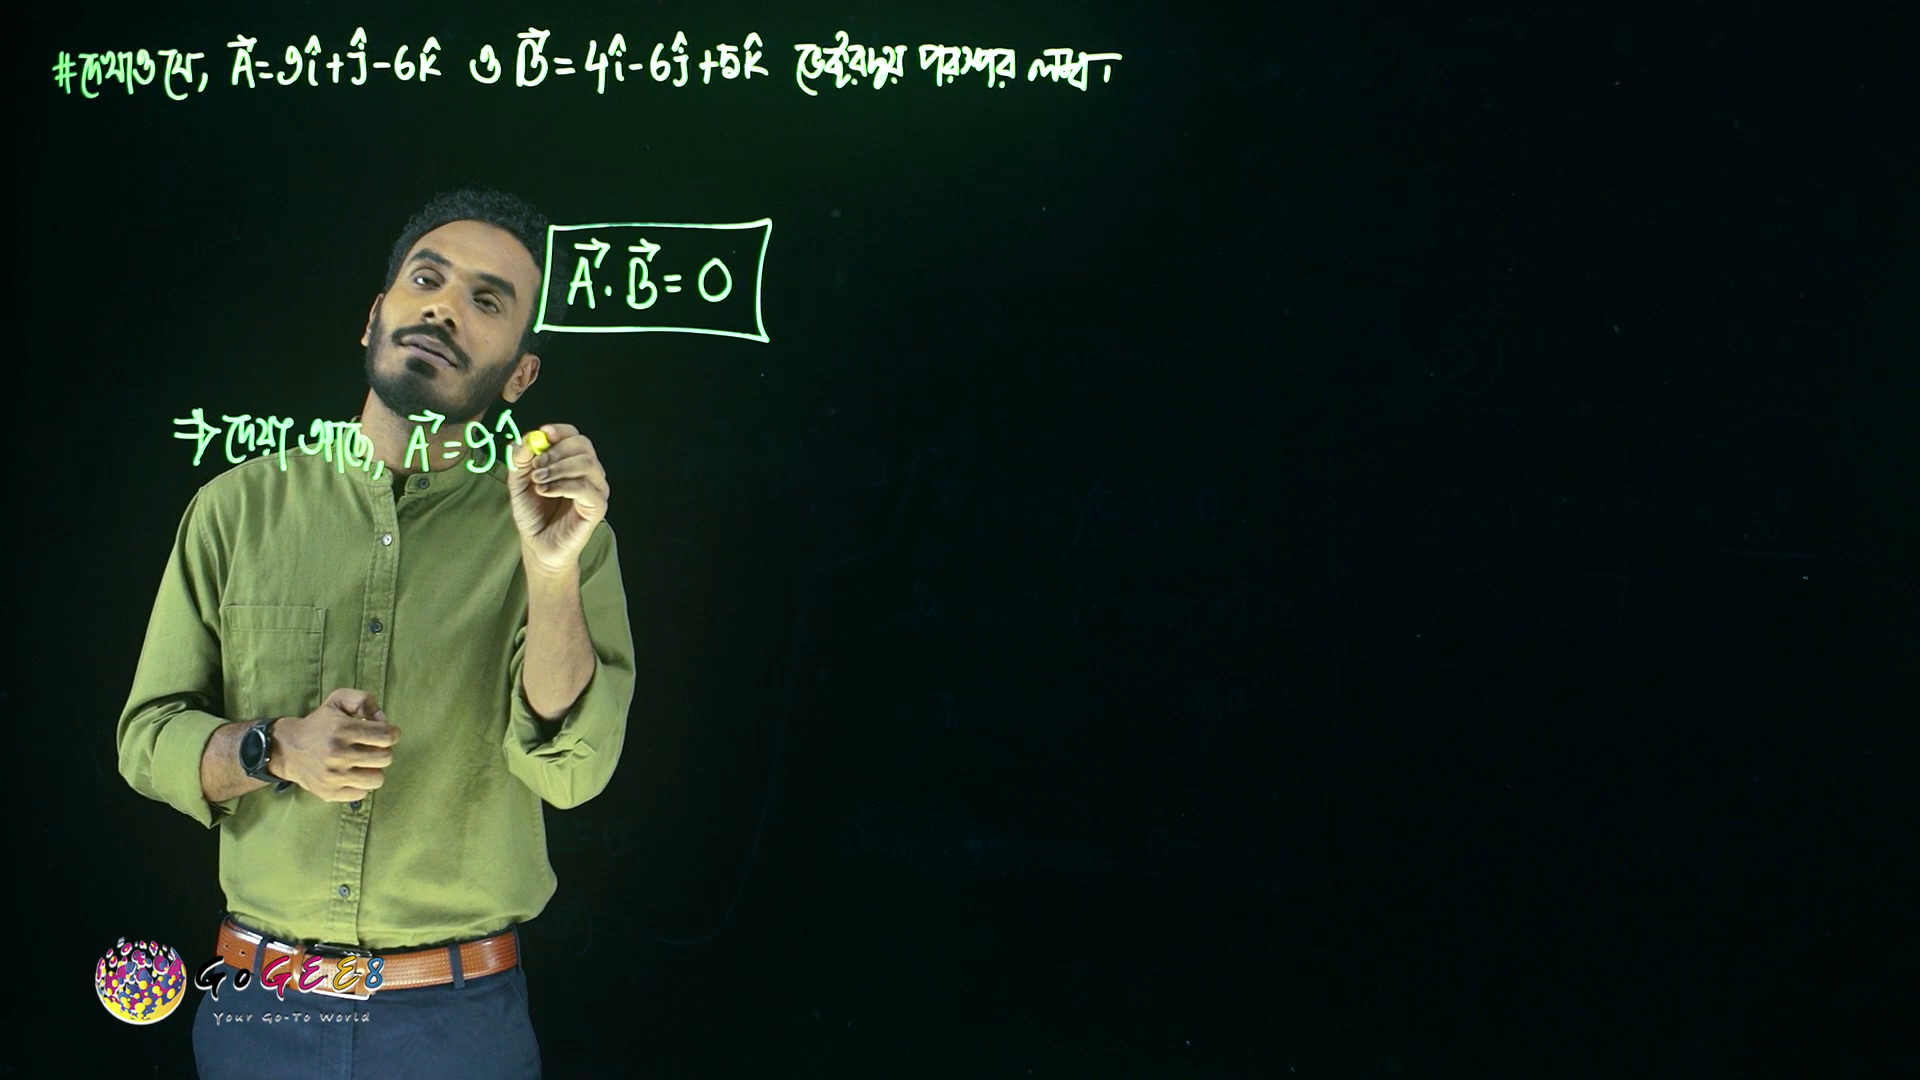 #দেখাও যে, A⃗=9î+ĵ-6k̂ ও B⃗=4î-6ĵ+5k̂ ভেক্টরদ্বয় পরস্পর লম্ব।
A⃗.B⃗=0
⇒দেয়া আছে, A⃗=9î
GoGEE8
Your Go-To World